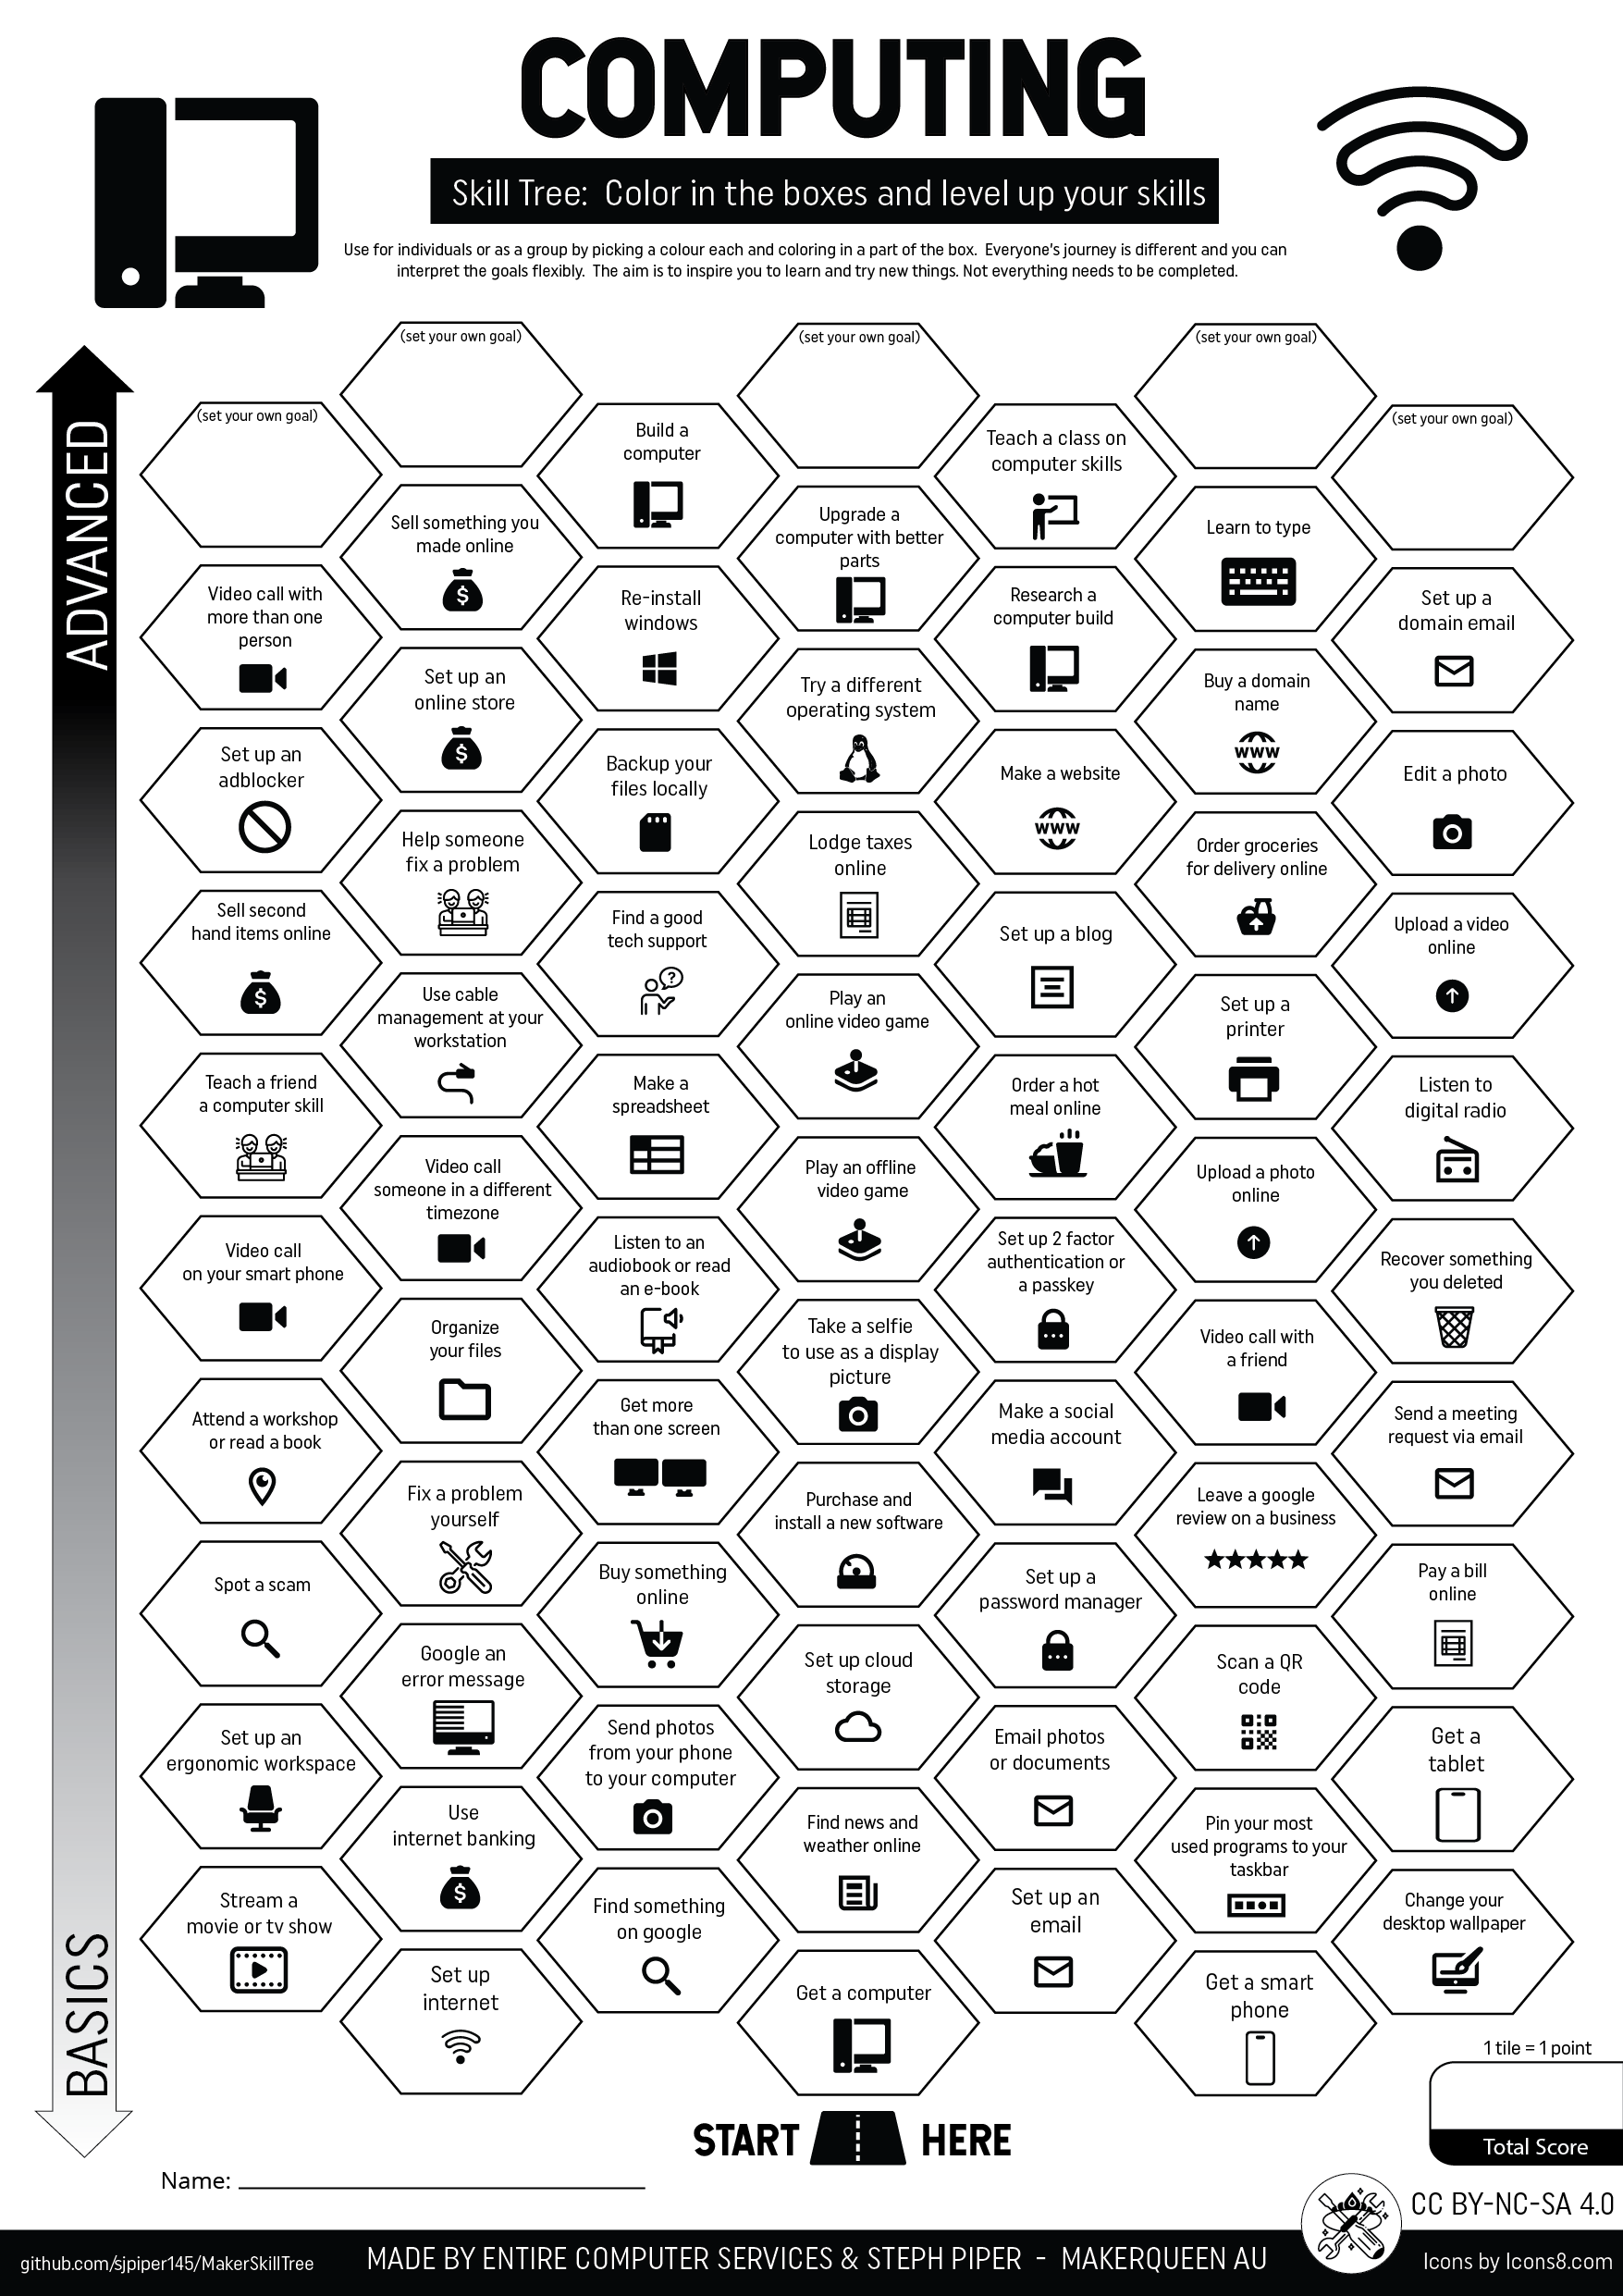 COMPUTING
Skill Tree: Color in the boxes and level up your skills
Use for individuals or as a group by picking a colour each and coloring in a part of the box. Everyone's journey is different and you can
interpret the goals flexibly. The aim is to inspire you to learn and try new things. Not everything needs to be completed.
ADVANCED
BASICS
(set your own goal)
(set your own goal)
(set your own goal)
(set your own goal)
(set your own goal)
Build a
computer
Teach a class on
computer skills
Sell something you
made online
Upgrade a
computer with better
parts
Learn to type
Video call with
more than one
person
Re-install
windows
Research a
computer build
Set up a
domain email
Set up an
online store
Try a different
operating system
Buy a domain
name
www
Set up an
adblocker
Backup your
files locally
Make a website
www
Edit a photo
Help someone
fix a problem
Lodge taxes
online
Order groceries
for delivery online
Sell second
hand items online
$
Find a good
tech support
?
Set up a blog
Upload a video
online
Use cable
management at your
workstation
Play an
online video game
Set up a
printer
Teach a friend
a computer skill
Make a
spreadsheet
Order a hot
meal online
Listen to
digital radio
Video call
someone in a different
timezone
Play an offline
video game
Upload a photo
online
Video call
on your smart phone
Listen to an
audiobook or read
an e-book
Set up 2 factor
authentication or
a passkey
Recover something
you deleted
Organize
your files
Take a selfie
to use as a display
picture
Video call with
a friend
Attend a workshop
or read a book
Get more
than one screen
Make a social
media account
Send a meeting
request via email
Fix a problem
yourself
Purchase and
install a new software
Leave a google
review on a business
Spot a scam
Buy something
online
Set up a
password manager
Pay a bill
online
Google an
error message
Set up cloud
storage
Scan a QR
code
Set up an
ergonomic workspace
Send photos
from your phone
to your computer
Email photos
or documents
Get a
tablet
Use
internet banking
$
Find news and
weather online
Pin your most
used programs to your
taskbar
Stream a
movie or tv show
Find something
on google
Set up an
email
Change your
desktop wallpaper
Set up
internet
Get a computer
Get a smart
phone
1 tile = 1 point
Total Score
START HERE
Name:
CC BY-NC-SA 4.0
github.com/sjpiper145/MakerSkillTree
MADE BY ENTIRE COMPUTER SERVICES & STEPH PIPER - MAKERQUEEN AU
Icons by Icons8.com